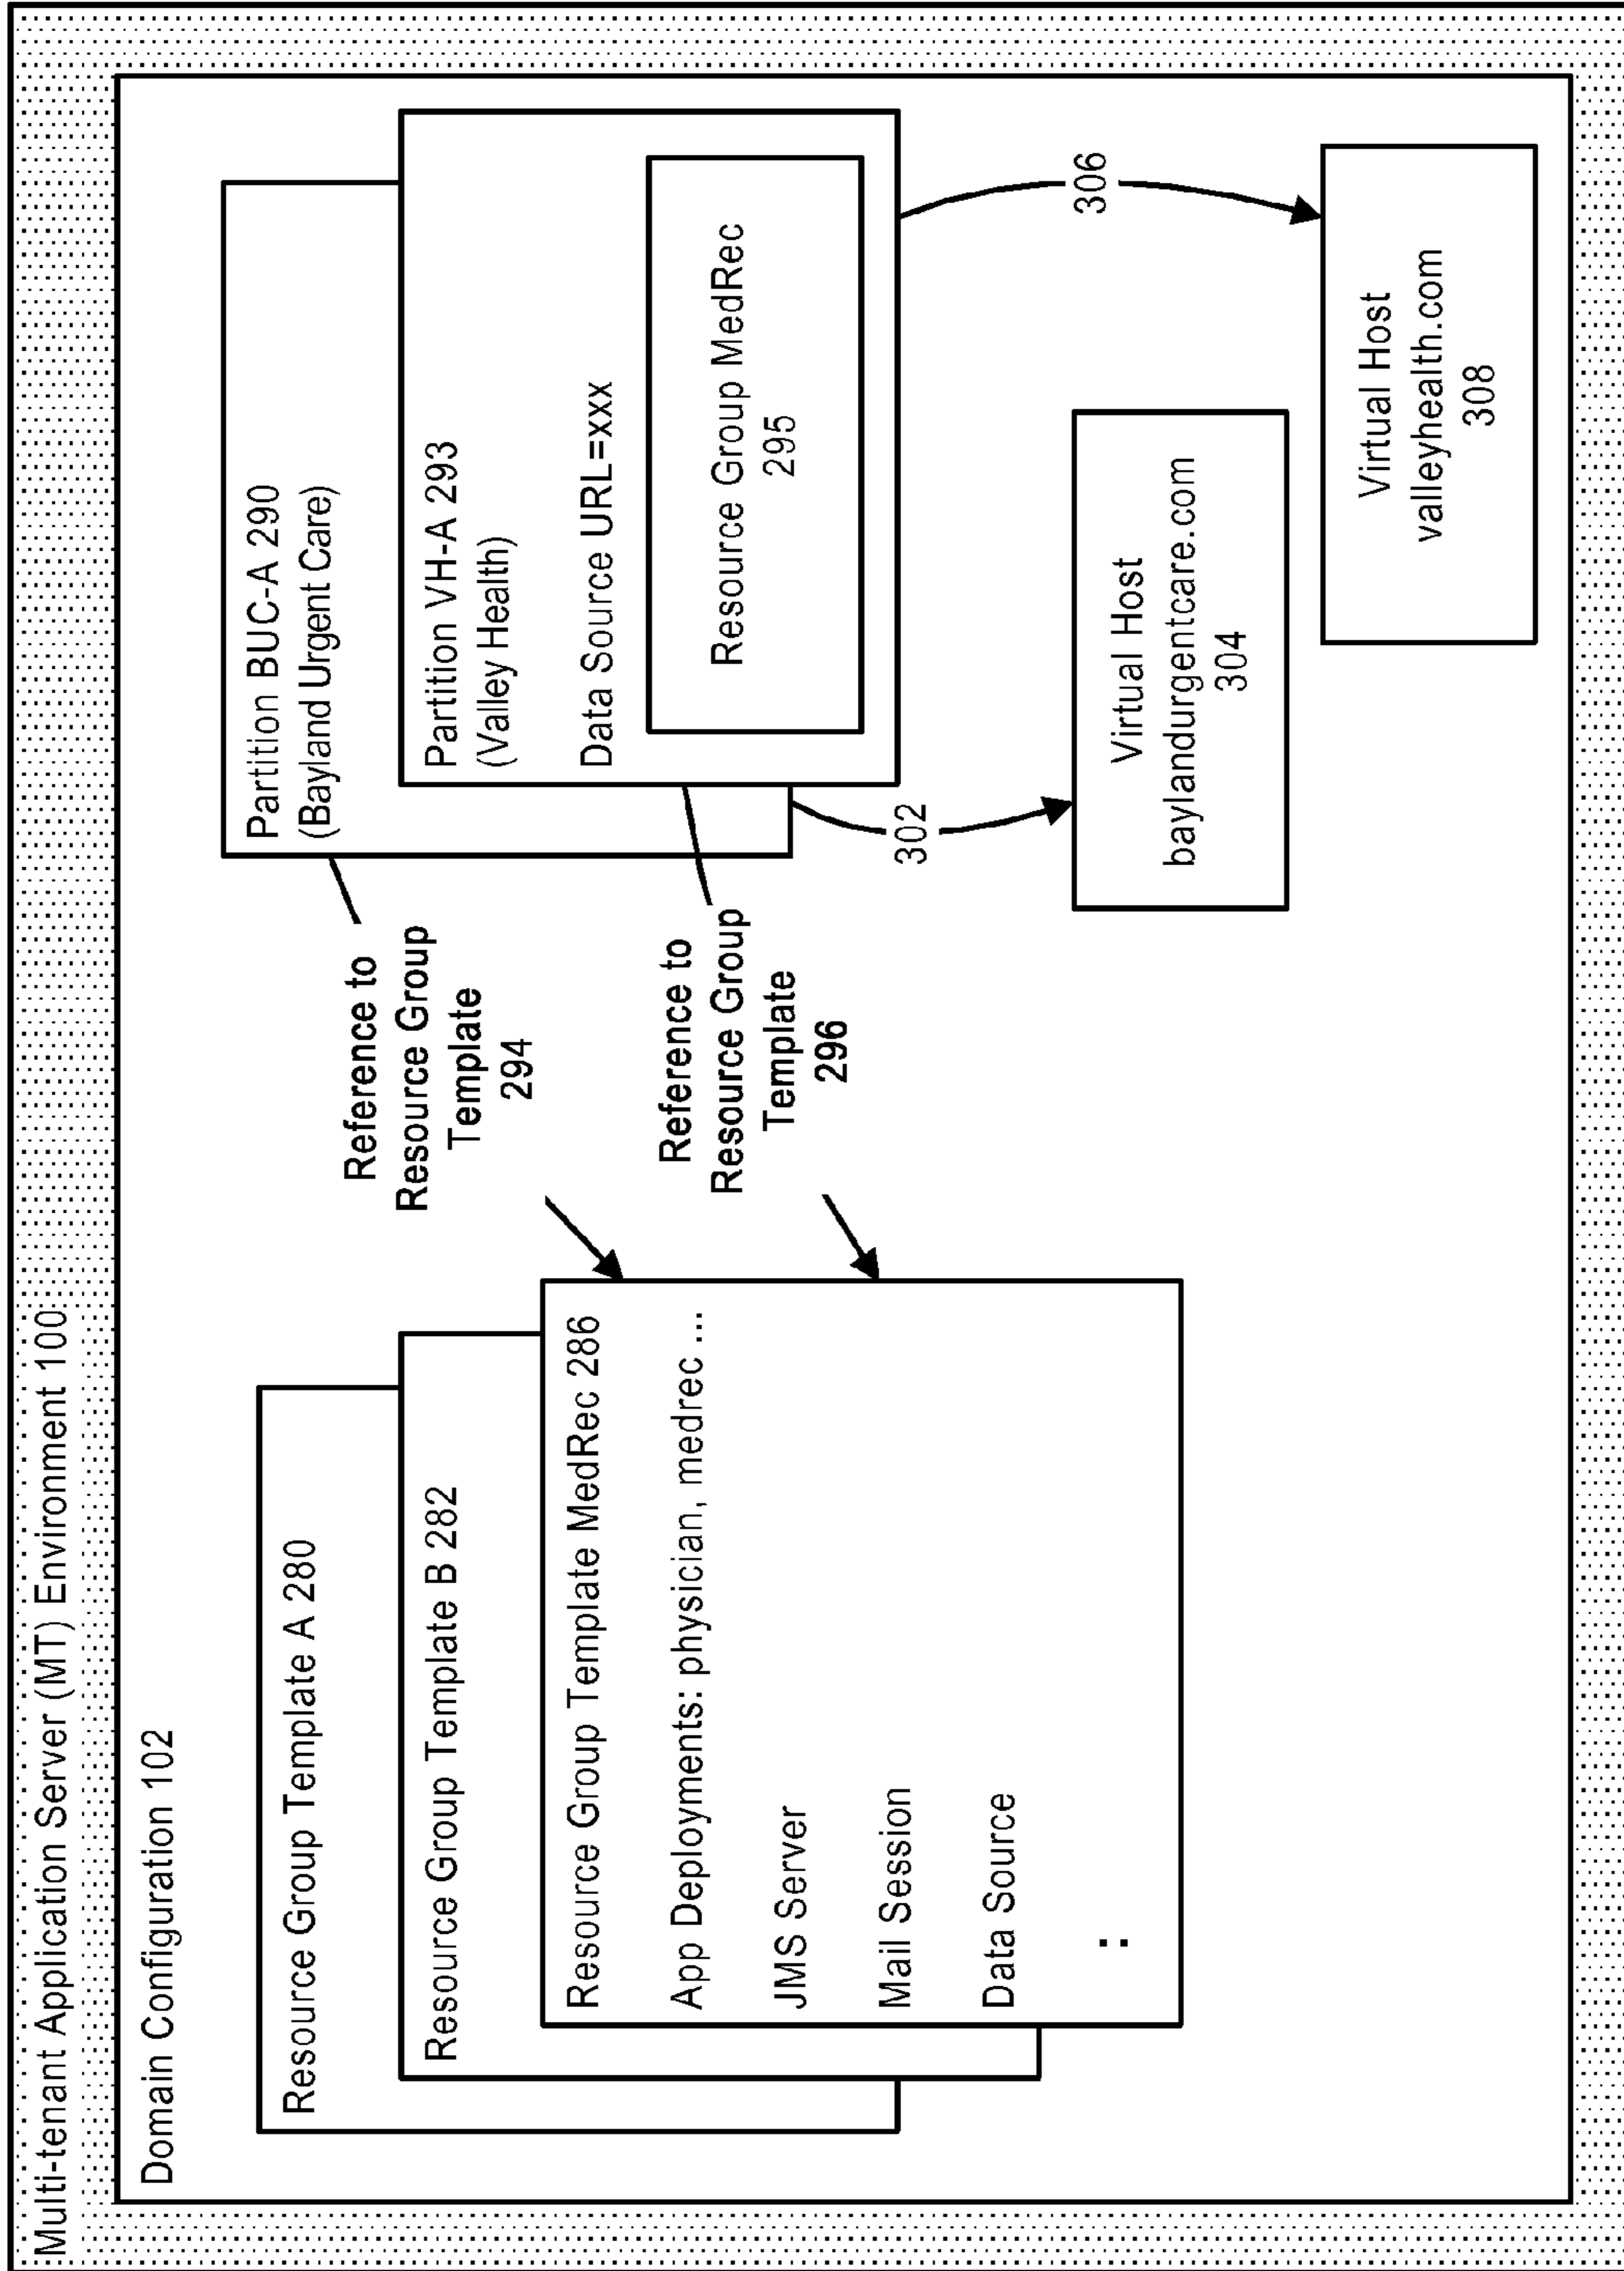 Multi-tenant Application Server (MT) Environment 100
Domain Configuration 102
Resource Group Template A 280
Resource Group Template B 282
Resource Group Template MedRec 286
App Deployments: physician, medrec ...
JMS Server
Mail Session
Data Source
:
Reference to
Resource Group
Template
294
Reference to
Resource Group
Template
296
Partition BUC-A 290
(Bayland Urgent Care)
Partition VH-A 293
(Valley Health)
Data Source URL=xxx
Resource Group MedRec
295
302
306
Virtual Host
baylandurgentcare.com
304
Virtual Host
valleyhealth.com
308